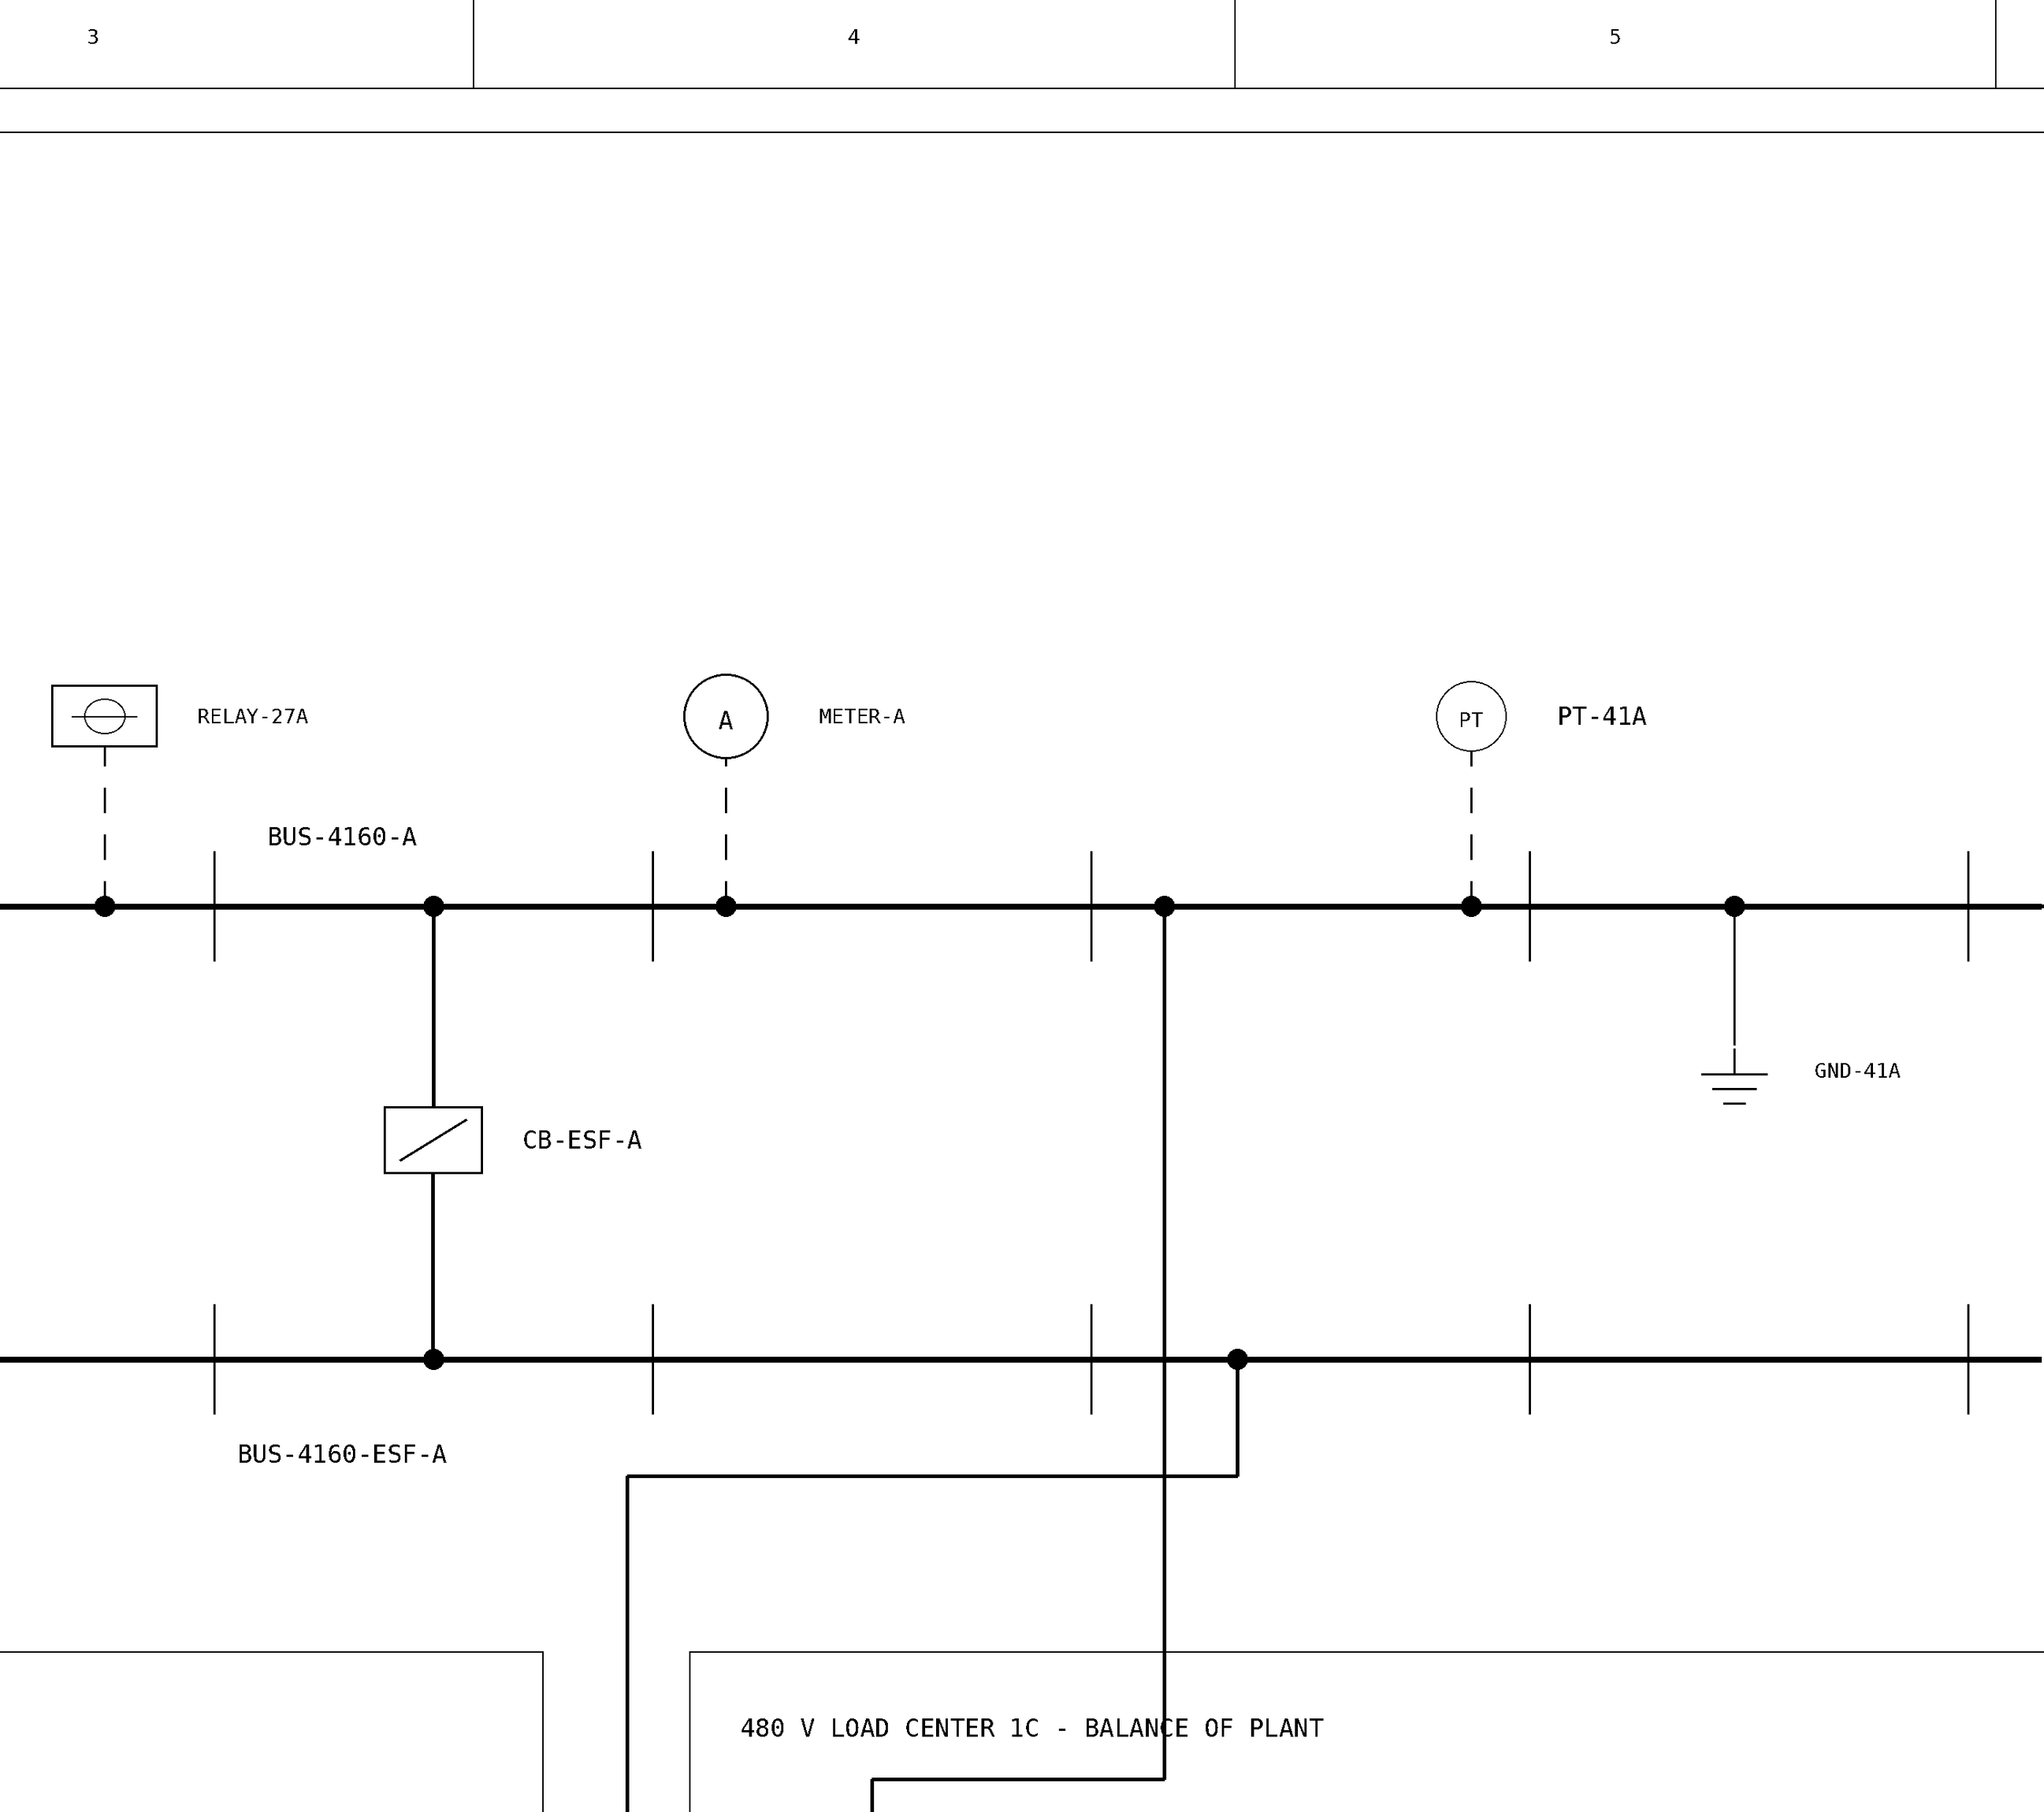 3
4
5
RELAY-27A
A
METER-A
PT
PT-41A
BUS-4160-A
GND-41A
CB-ESF-A
BUS-4160-ESF-A
480 V LOAD CENTER 1C - BALANCE OF PLANT